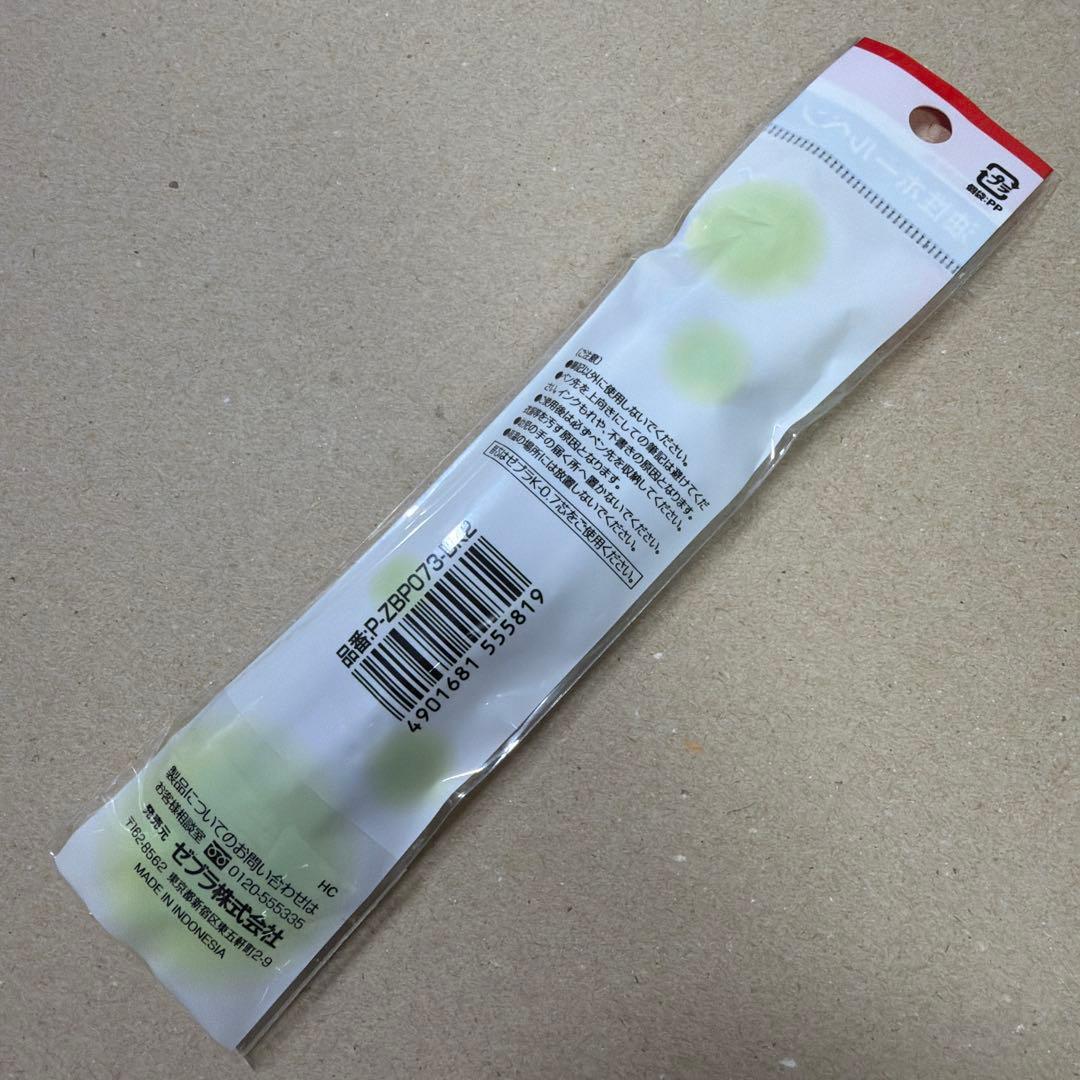 プラ
個袋:PP
油性ボールペン
〔ご注意〕
●筆記以外に使用しないでください。
●ペン先を上向きにしての筆記は避けてくだ
さい。インクもれや、不書きの原因となります。
●ご使用後は必ずペン先を収納してください。
衣服等を汚す原因となります。
●幼児の手の届く所へ置かないでください。
●高温の場所には放置しないでください。
替芯はゼブラK-0.7芯をご使用ください。
品番:P-ZBP073-BK2
4901681 555819
HC
製品についてのお問い合わせは
お客様相談室 0120-555335
発売元 ゼブラ株式会社
〒162-8562 東京都新宿区東五軒町2-9
MADE IN INDONESIA